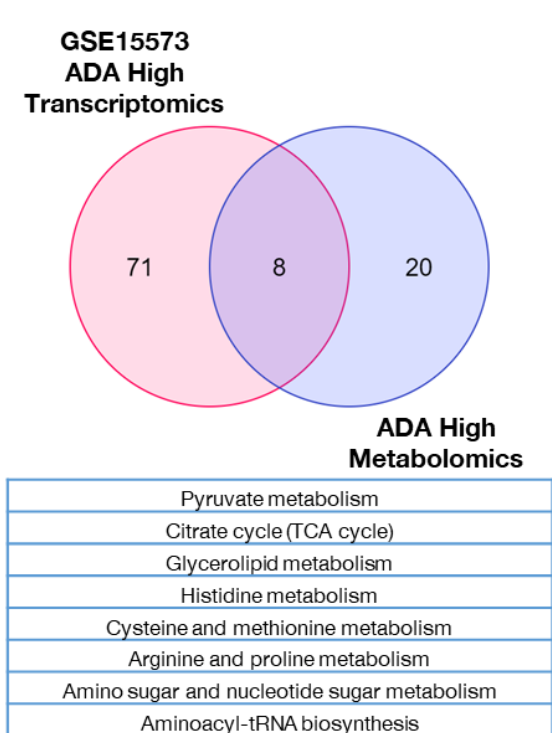 GSE15573
ADA High
Transcriptomics
71
8
20
ADA High
Metabolomics
Pyruvate metabolism
Citrate cycle (TCA cycle)
Glycerolipid metabolism
Histidine metabolism
Cysteine and methionine metabolism
Arginine and proline metabolism
Amino sugar and nucleotide sugar metabolism
Aminoacyl-tRNA biosynthesis